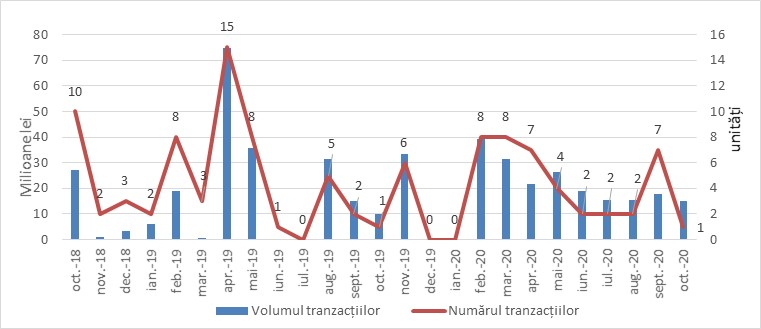 15
80
16
70
14
60
12
50
10
40
8
30
6
20
4
10
2
0
0
Milioane lei
unități
10
2
3
2
8
3
8
1
0
5
2
1
6
0
0
8
8
7
4
2
2
2
7
1
oct.-18
nov.-18
dec.-18
ian.-19
feb.-19
mar.-19
apr.-19
mai-19
iun.-19
iul.-19
aug.-19
sept.-19
oct.-19
nov.-19
dec.-19
ian.-20
feb.-20
mar.-20
apr.-20
mai-20
iun.-20
iul.-20
aug.-20
sept.-20
oct.-20
Volumul tranzacțiilor
Numărul tranzacțiilor